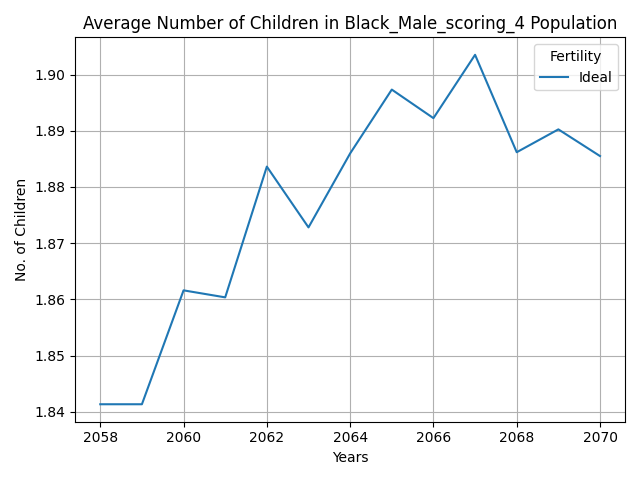 Average Number of Children in Black_Male_scoring_4 Population
Fertility
Ideal
1.90
1.89
1.88
1.87
1.86
1.85
1.84
No. of Children
2058 2060 2062 2064 2066 2068 2070
Years